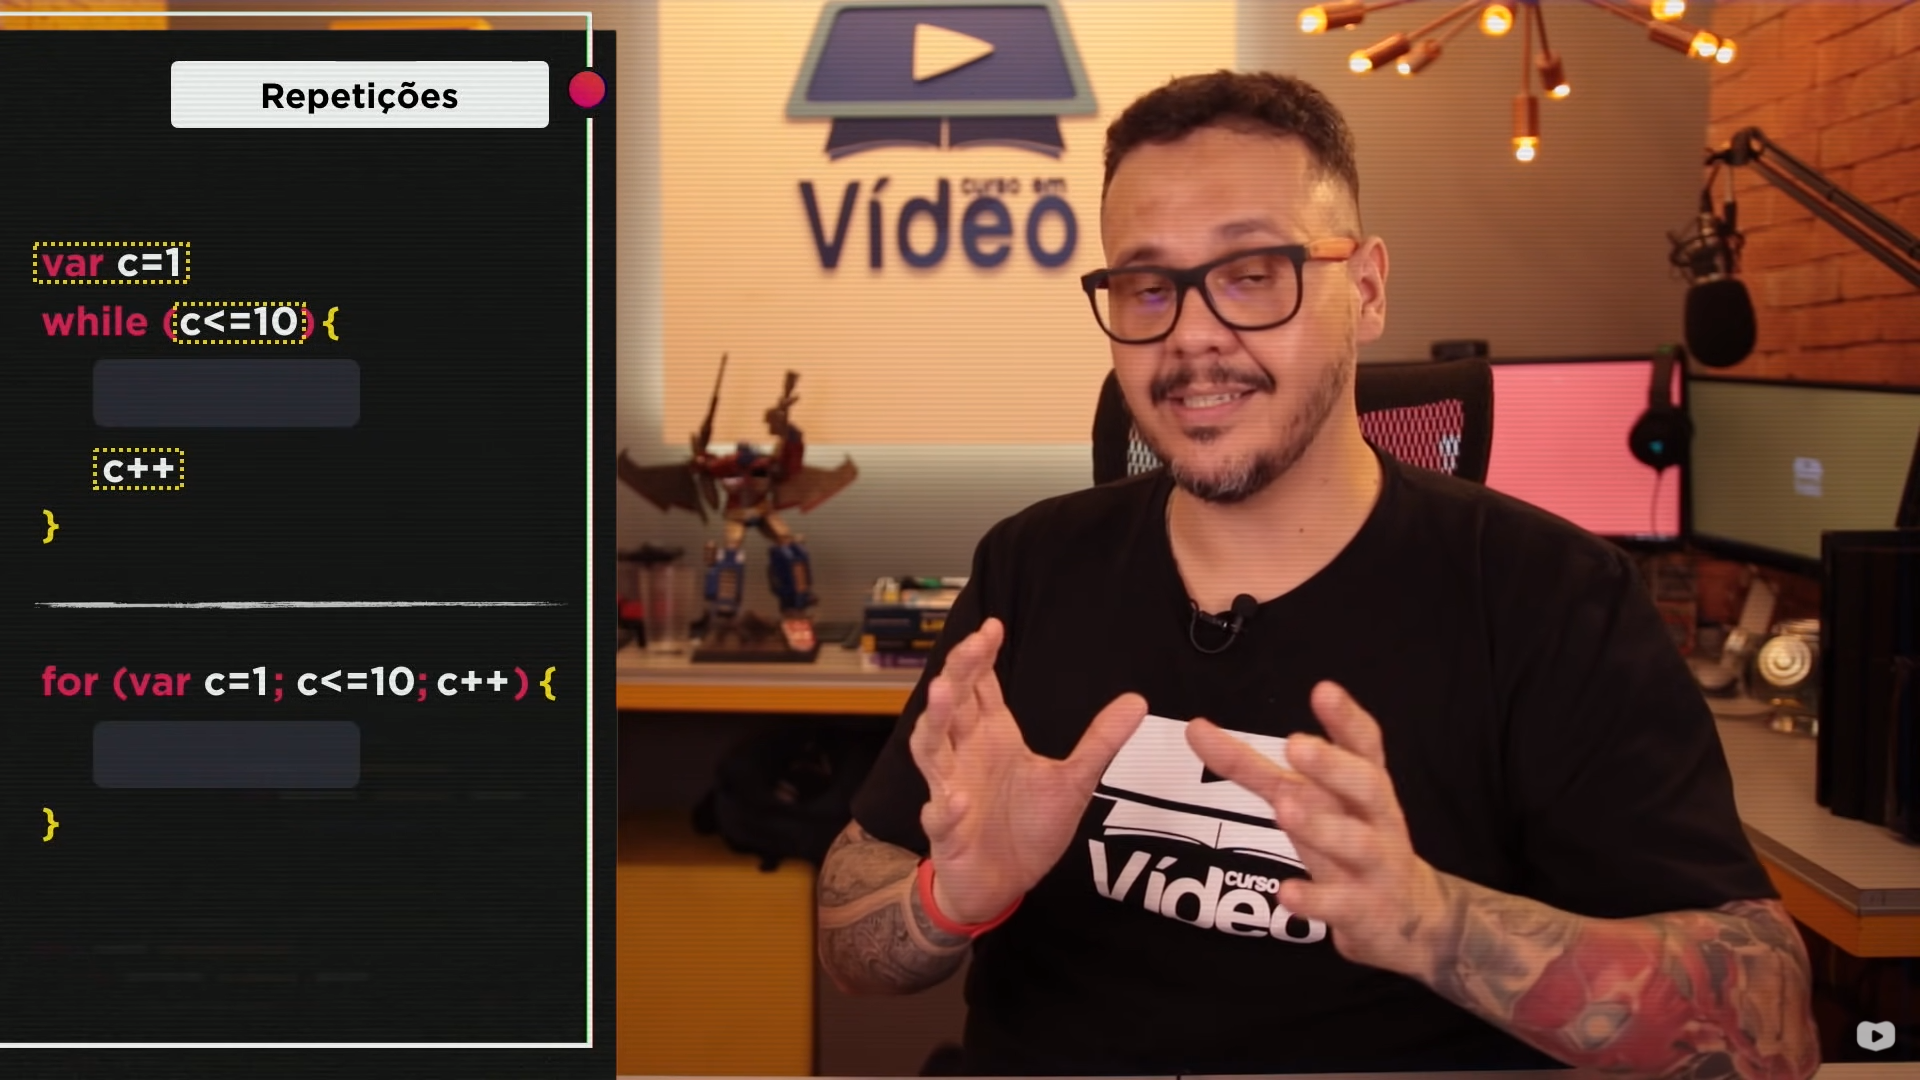 Repetições
var c=1
while (c<=10) {
c++
}
for (var c=1; c<=10; c++) {
}
curso em
Vídeo
curso
Vídeo